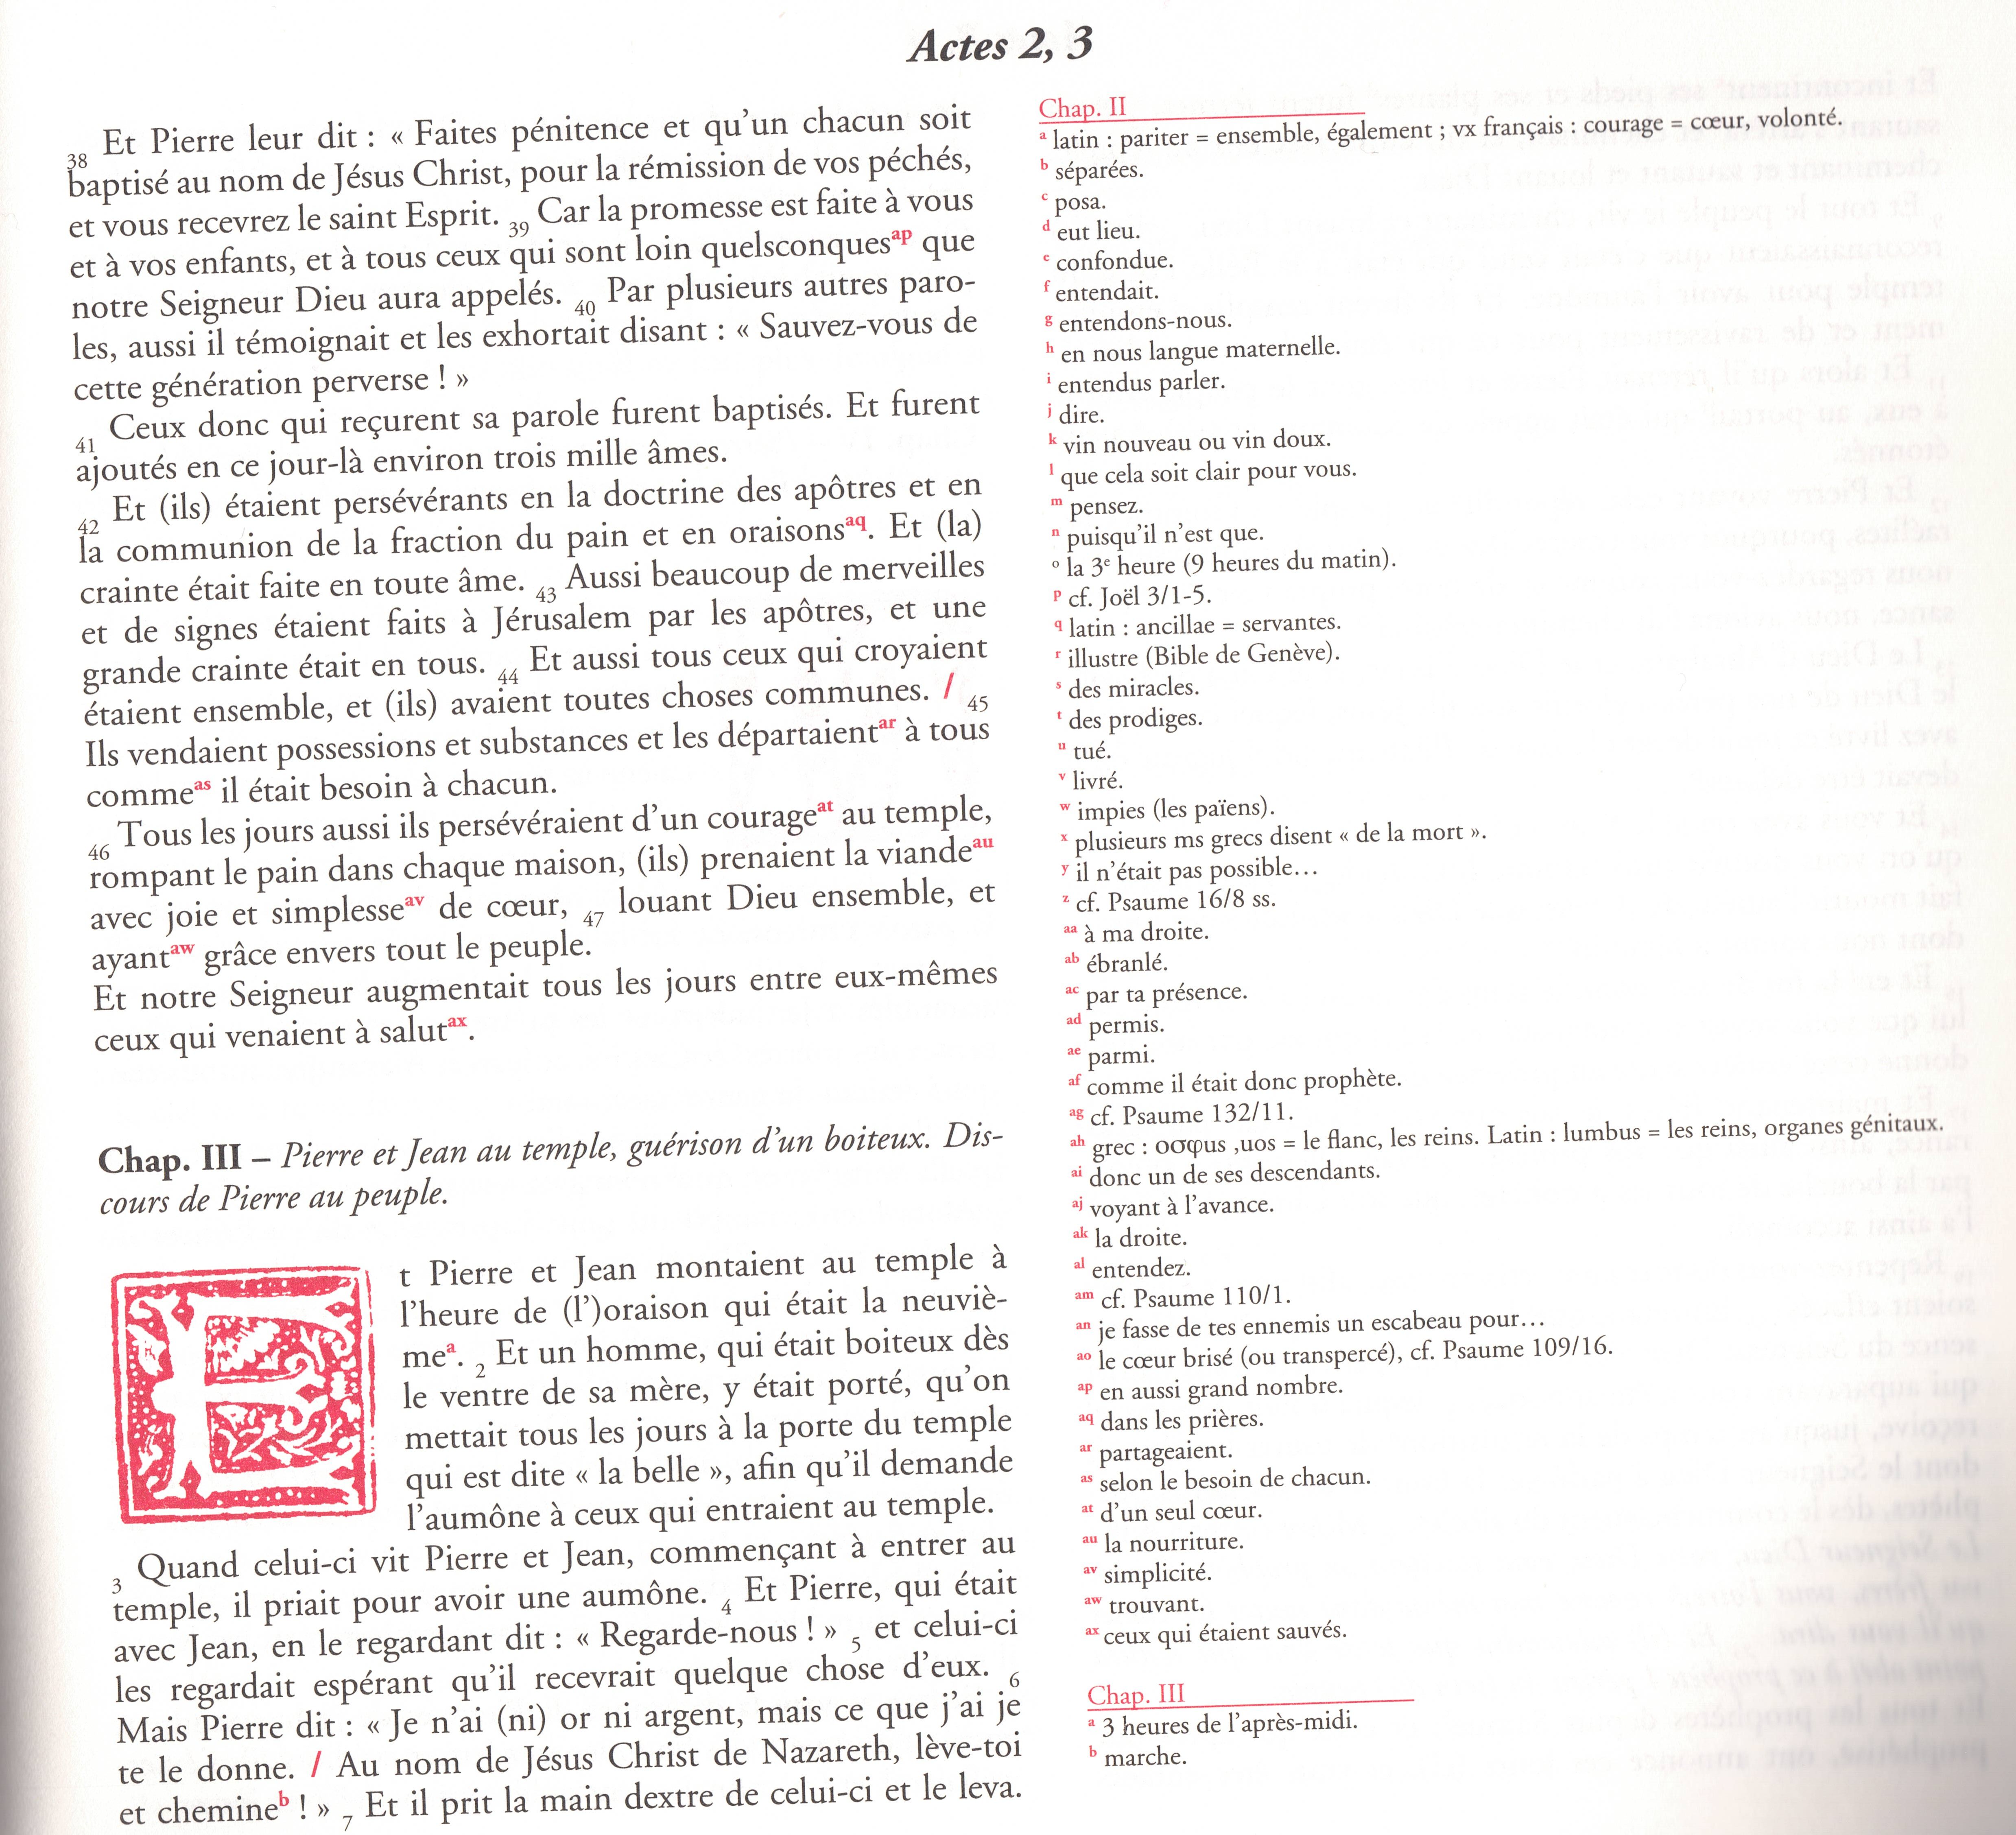 Actes 2, 3
38 Et Pierre leur dit : « Faites pénitence et qu'un chacun soit
baptisé au nom de Jésus Christ, pour la rémission de vos péchés,
et vous recevrez le saint Esprit. 39 Car la promesse est faite à vous
et à vos enfants, et à tous ceux qui sont loin quelsconquesap que
notre Seigneur Dieu aura appelés. 40 Par plusieurs autres paro-
les, aussi il témoignait et les exhortait disant : « Sauvez-vous de
cette génération perverse ! »
41 Ceux donc qui reçurent sa parole furent baptisés. Et furent
ajoutés en ce jour-là environ trois mille âmes.
42 Et (ils) étaient persévérants en la doctrine des apôtres et en
la communion de la fraction du pain et en oraisonsaq. Et (la)
crainte était faite en toute âme. 43 Aussi beaucoup de merveilles
et de signes étaient faits à Jérusalem par les apôtres, et une
grande crainte était en tous. 44 Et aussi tous ceux qui croyaient
étaient ensemble, et (ils) avaient toutes choses communes. / 45
Ils vendaient possessions et substances et les départaientar à tous
commeas il était besoin à chacun.
46 Tous les jours aussi ils persévéraient d'un courageat au temple,
rompant le pain dans chaque maison, (ils) prenaient la viandeau
avec joie et simplesseav de cœur, 47 louant Dieu ensemble, et
ayantaw grâce envers tout le peuple.
Et notre Seigneur augmentait tous les jours entre eux-mêmes
ceux qui venaient à salutax.
Chap. III – Pierre et Jean au temple, guérison d'un boiteux. Dis-
cours de Pierre au peuple.
Et Pierre et Jean montaient au temple à
l'heure de (l')oraison qui était la neuviè-
mea. 2 Et un homme, qui était boiteux dès
le ventre de sa mère, y était porté, qu'on
mettait tous les jours à la porte du temple
qui est dite « la belle », afin qu'il demande
l'aumône à ceux qui entraient au temple.
3 Quand celui-ci vit Pierre et Jean, commençant à entrer au
temple, il priait pour avoir une aumône. 4 Et Pierre, qui était
avec Jean, en le regardant dit : « Regarde-nous ! » 5 et celui-ci
les regardait espérant qu'il recevrait quelque chose d'eux. 6
Mais Pierre dit : « Je n'ai (ni) or ni argent, mais ce que j'ai je
te le donne. / Au nom de Jésus Christ de Nazareth, lève-toi
et chemineb ! » 7 Et il prit la main dextre de celui-ci et le leva.
Chap. II
a latin : pariter = ensemble, également ; vx français : courage = cœur, volonté.
b séparées.
c posa.
d eut lieu.
e confondue.
f entendait.
g entendons-nous.
h en nous langue maternelle.
i entendus parler.
j dire.
k vin nouveau ou vin doux.
l que cela soit clair pour vous.
m pensez.
n puisqu'il n'est que.
o la 3e heure (9 heures du matin).
p cf. Joël 3/1-5.
q latin : ancillae = servantes.
r illustre (Bible de Genève).
s des miracles.
t des prodiges.
u tué.
v livré.
w impies (les païens).
x plusieurs ms grecs disent « de la mort ».
y il n'était pas possible…
z cf. Psaume 16/8 ss.
aa à ma droite.
ab ébranlé.
ac par ta présence.
ad permis.
ae parmi.
af comme il était donc prophète.
ag cf. Psaume 132/11.
ah grec : οσφus ,uos = le flanc, les reins. Latin : lumbus = les reins, organes génitaux.
ai donc un de ses descendants.
aj voyant à l'avance.
ak la droite.
al entendez.
am cf. Psaume 110/1.
an je fasse de tes ennemis un escabeau pour…
ao le cœur brisé (ou transpercé), cf. Psaume 109/16.
ap en aussi grand nombre.
aq dans les prières.
ar partageaient.
as selon le besoin de chacun.
at d'un seul cœur.
au la nourriture.
av simplicité.
aw trouvant.
ax ceux qui étaient sauvés.
Chap. III
a 3 heures de l'après-midi.
b marche.